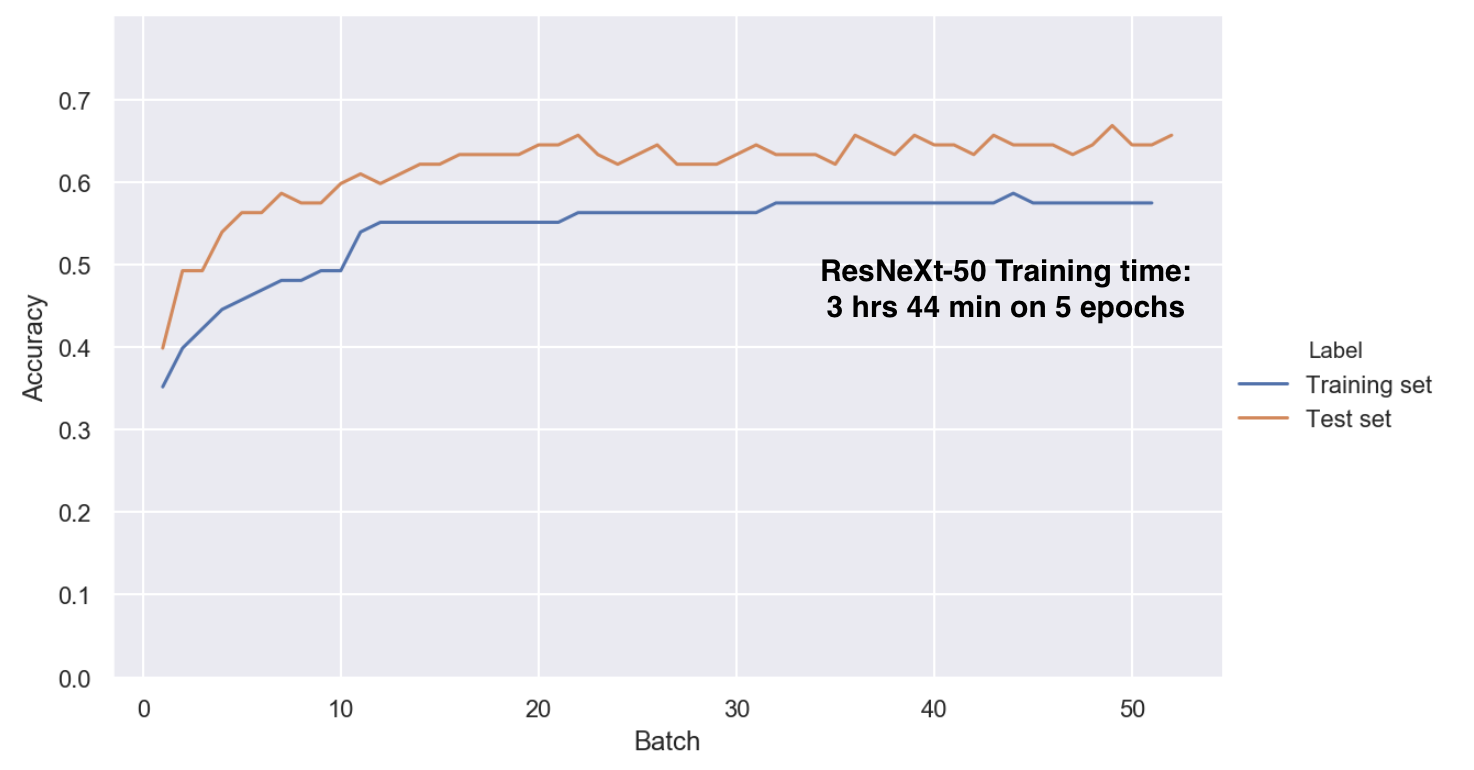 0.7
0.6
0.5
0.4
0.3
0.2
0.1
0.0
Accuracy
0 10 20 30 40 50
Batch
ResNeXt-50 Training time:
3 hrs 44 min on 5 epochs
Label
Training set
Test set